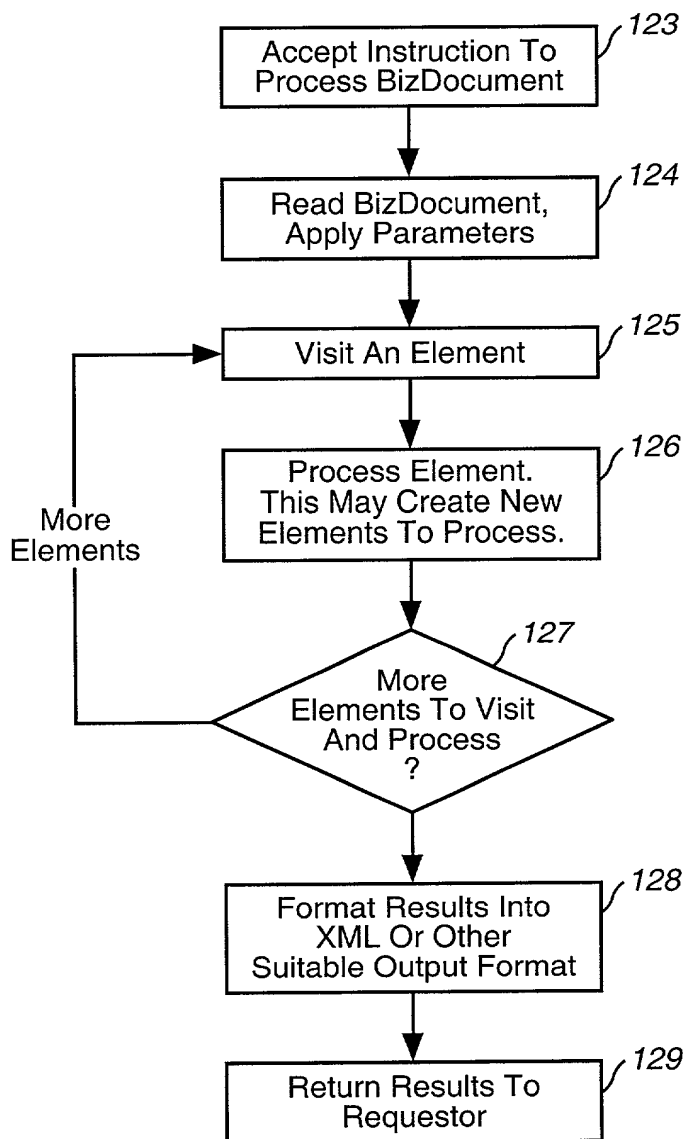 123
Accept Instruction To
Process BizDocument
124
Read BizDocument,
Apply Parameters
125
Visit An Element
126
Process Element.
This May Create New
Elements To Process.
More
Elements
127
More
Elements To Visit
And Process
?
128
Format Results Into
XML Or Other
Suitable Output Format
129
Return Results To
Requestor